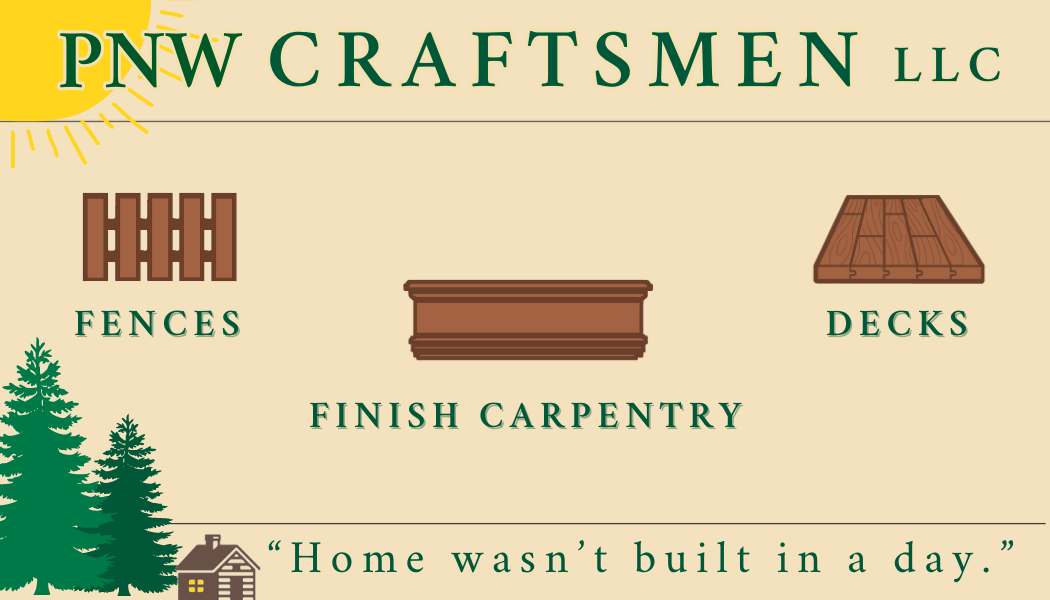 PNW CRAFTSMEN LLC
FENCES
DECKS
FINISH CARPENTRY
“Home wasn’t built in a day.”